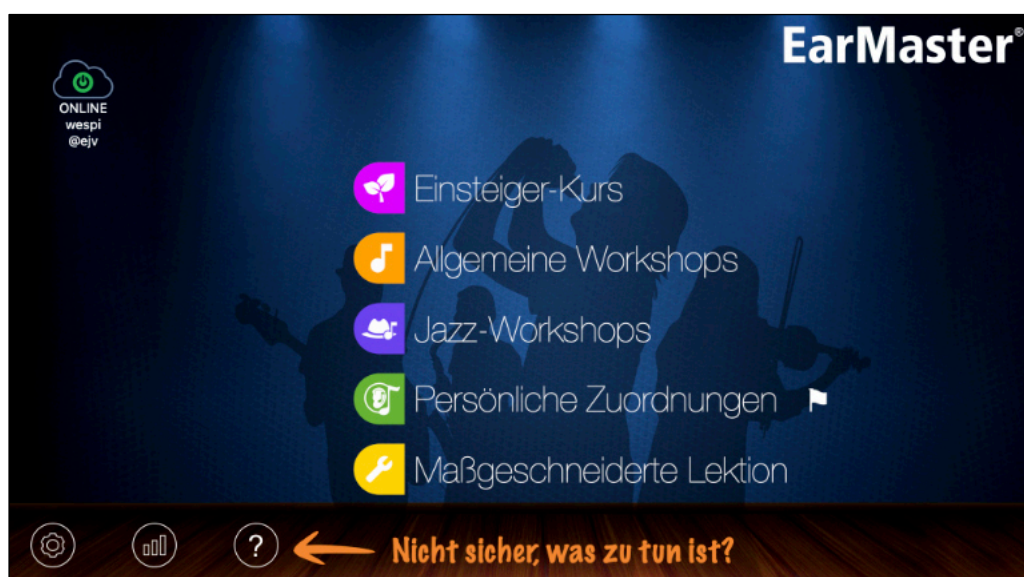 EarMaster®
ONLINE
wespi
@ejv
Einsteiger-Kurs
Allgemeine Workshops
Jazz-Workshops
Persönliche Zuordnungen
Maßgeschneiderte Lektion
? Nicht sicher, was zu tun ist?